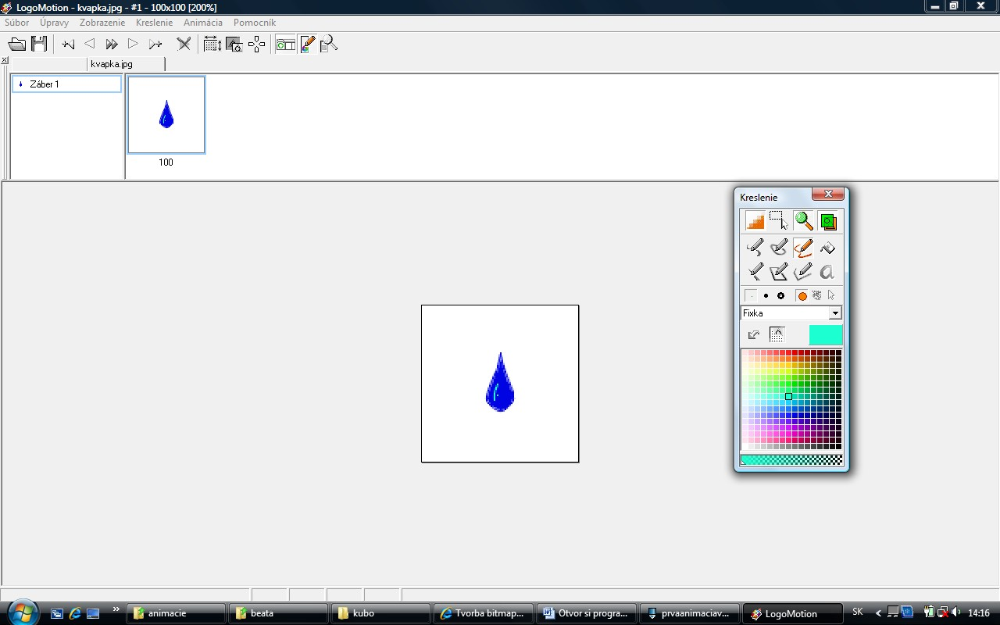 LogoMotion - kvapka.jpg - #1 - 100x100 [200%]
Súbor Úpravy Zobrazenie Kreslenie Animácia Pomocník
kvapka.jpg
Záber 1
100
Kreslenie
Fixka
animacie beata kubo Tvorba bitmap... Otvor si progra... prvaanimaciav... LogoMotion SK 14:16